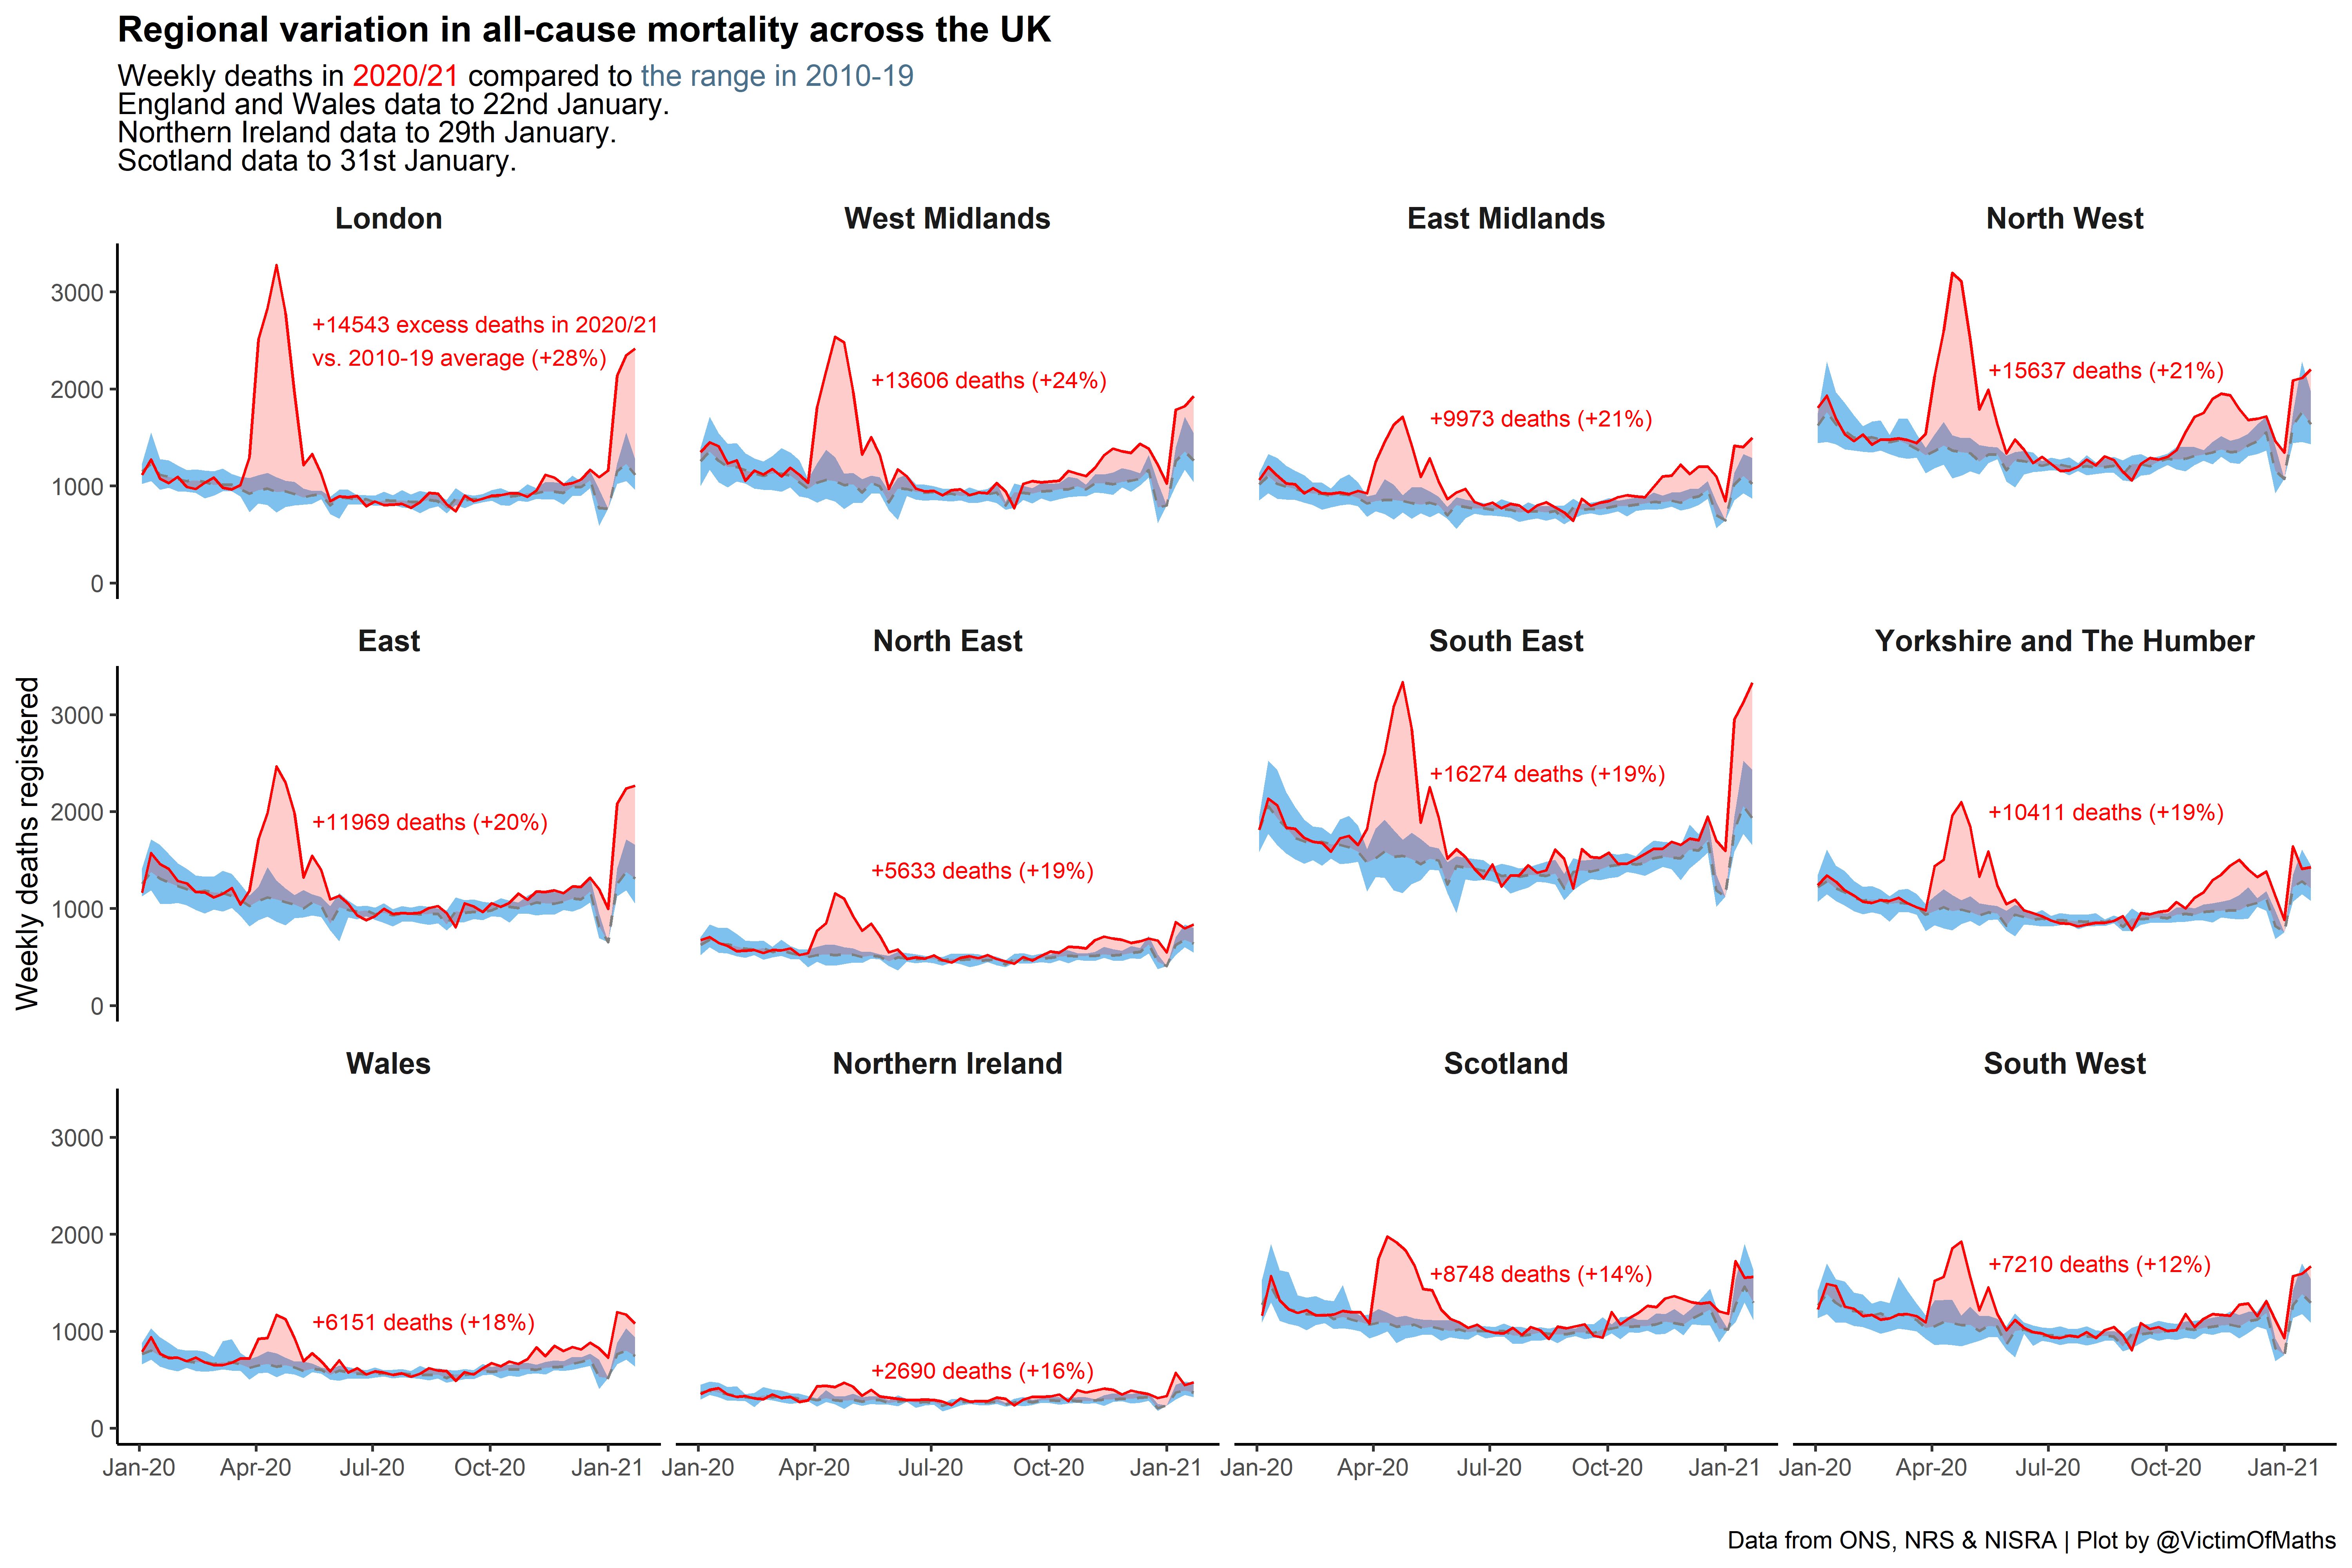 Regional variation in all-cause mortality across the UK
Weekly deaths in 2020/21 compared to the range in 2010-19
England and Wales data to 22nd January.
Northern Ireland data to 29th January.
Scotland data to 31st January.
London
West Midlands
East Midlands
North West
3000
2000
1000
0
+14543 excess deaths in 2020/21
vs. 2010-19 average (+28%)
+13606 deaths (+24%)
+9973 deaths (+21%)
+15637 deaths (+21%)
East
North East
South East
Yorkshire and The Humber
Weekly deaths registered
3000
2000
1000
0
+11969 deaths (+20%)
+5633 deaths (+19%)
+16274 deaths (+19%)
+10411 deaths (+19%)
Wales
Northern Ireland
Scotland
South West
3000
2000
1000
0
+6151 deaths (+18%)
+2690 deaths (+16%)
+8748 deaths (+14%)
+7210 deaths (+12%)
Jan-20 Apr-20 Jul-20 Oct-20 Jan-21
Jan-20 Apr-20 Jul-20 Oct-20 Jan-21
Jan-20 Apr-20 Jul-20 Oct-20 Jan-21
Jan-20 Apr-20 Jul-20 Oct-20 Jan-21
Data from ONS, NRS & NISRA | Plot by @VictimOfMaths